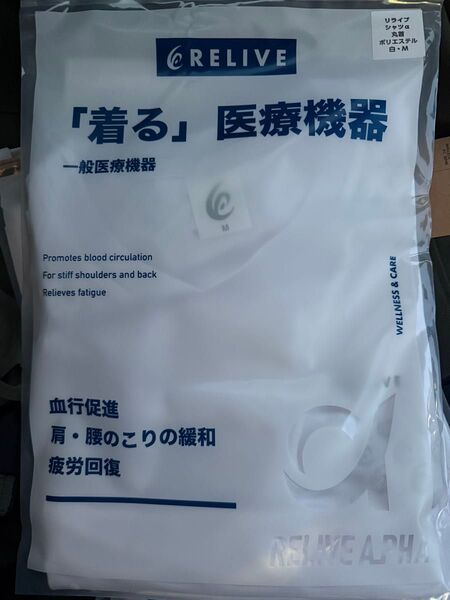 RELIVE
リライブ
シャツα
丸首
ポリエステル
白・M
「着る」医療機器
一般医療機器
M
Promotes blood circulation
For stiff shoulders and back
Relieves fatigue
WELLNESS & CARE
血行促進
肩・腰のこりの緩和
疲労回復
RELIVE ALPHA